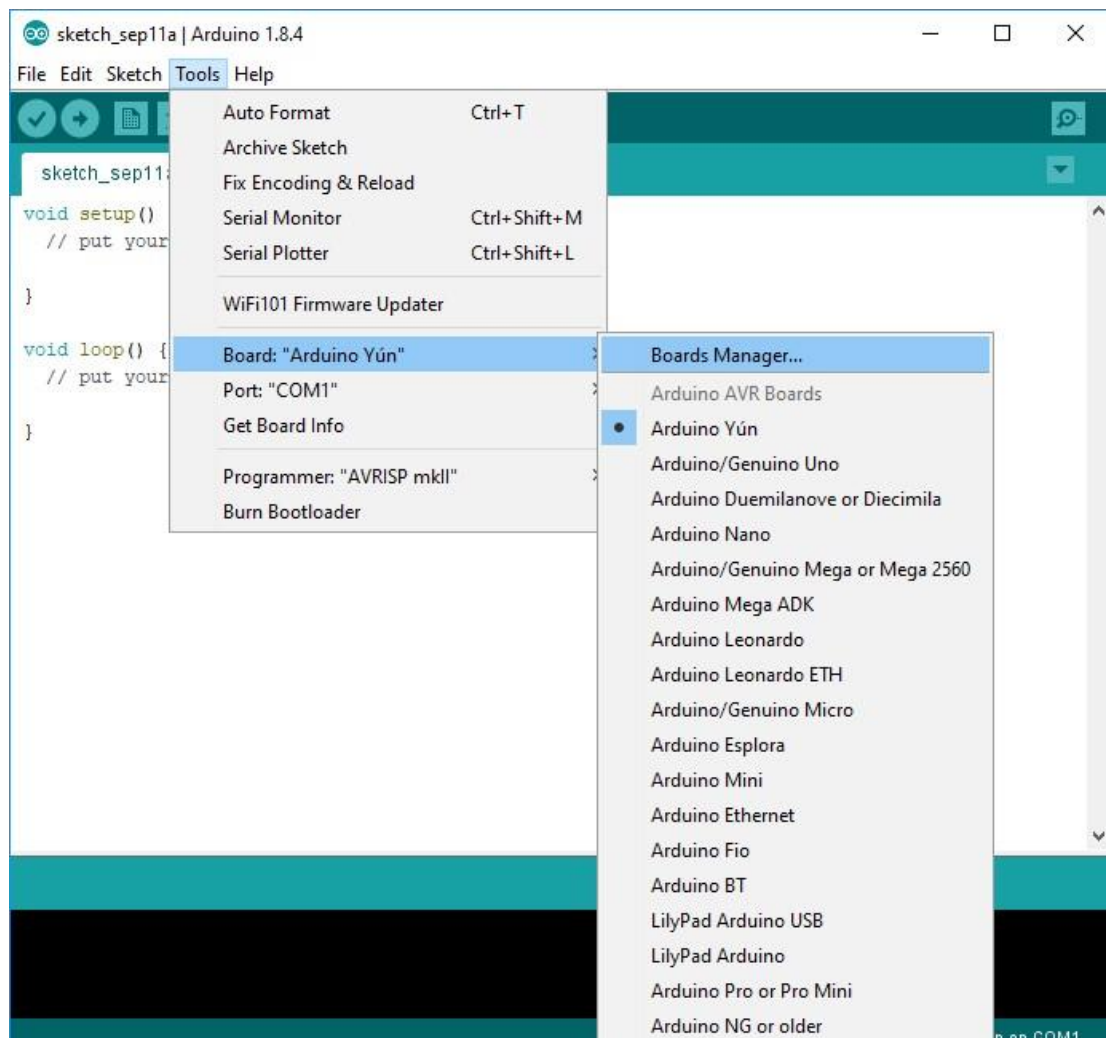 sketch_sep11a | Arduino 1.8.4
File Edit Sketch Tools Help
sketch_sep11a
void setup()
// put your
}
void loop() {
// put your
}
Auto Format Ctrl+T
Archive Sketch
Fix Encoding & Reload
Serial Monitor Ctrl+Shift+M
Serial Plotter Ctrl+Shift+L
WiFi101 Firmware Updater
Board: "Arduino Yún"
Port: "COM1"
Get Board Info
Programmer: "AVRISP mkII"
Burn Bootloader
Boards Manager...
Arduino AVR Boards
Arduino Yún
Arduino/Genuino Uno
Arduino Duemilanove or Diecimila
Arduino Nano
Arduino/Genuino Mega or Mega 2560
Arduino Mega ADK
Arduino Leonardo
Arduino Leonardo ETH
Arduino/Genuino Micro
Arduino Esplora
Arduino Mini
Arduino Ethernet
Arduino Fio
Arduino BT
LilyPad Arduino USB
LilyPad Arduino
Arduino Pro or Pro Mini
Arduino NG or older
on COM1